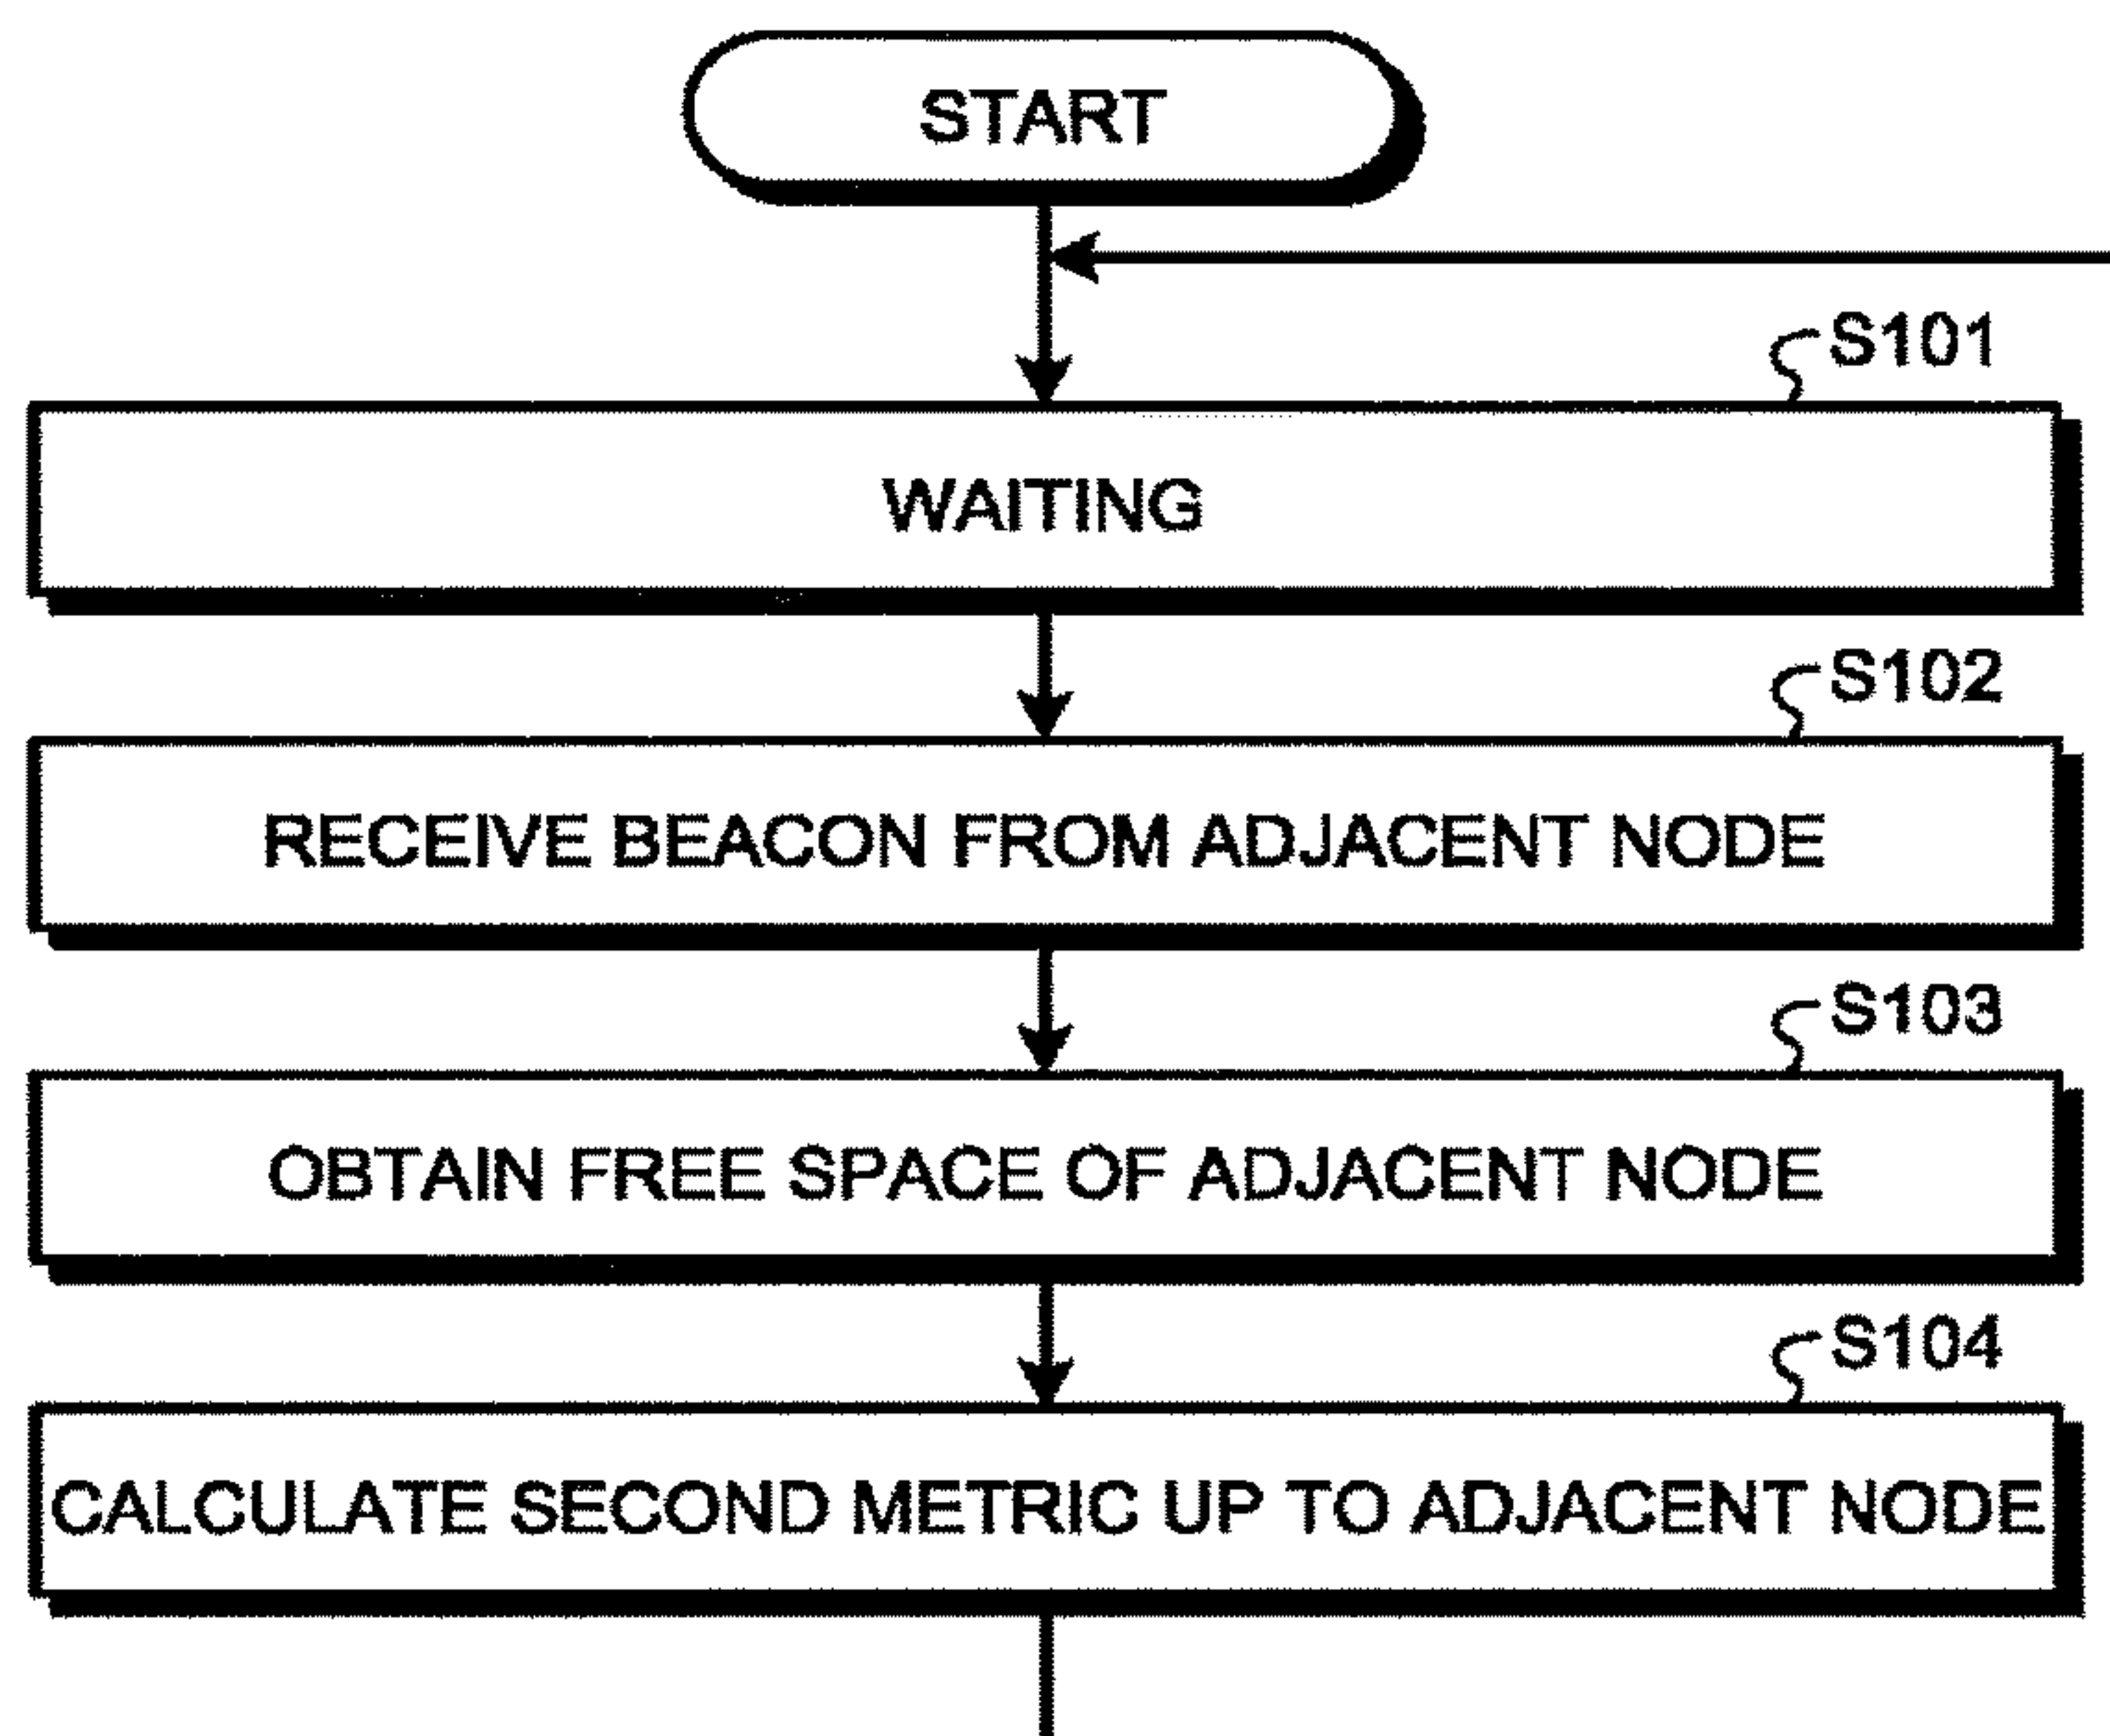 START
S101
WAITING
S102
RECEIVE BEACON FROM ADJACENT NODE
S103
OBTAIN FREE SPACE OF ADJACENT NODE
S104
CALCULATE SECOND METRIC UP TO ADJACENT NODE